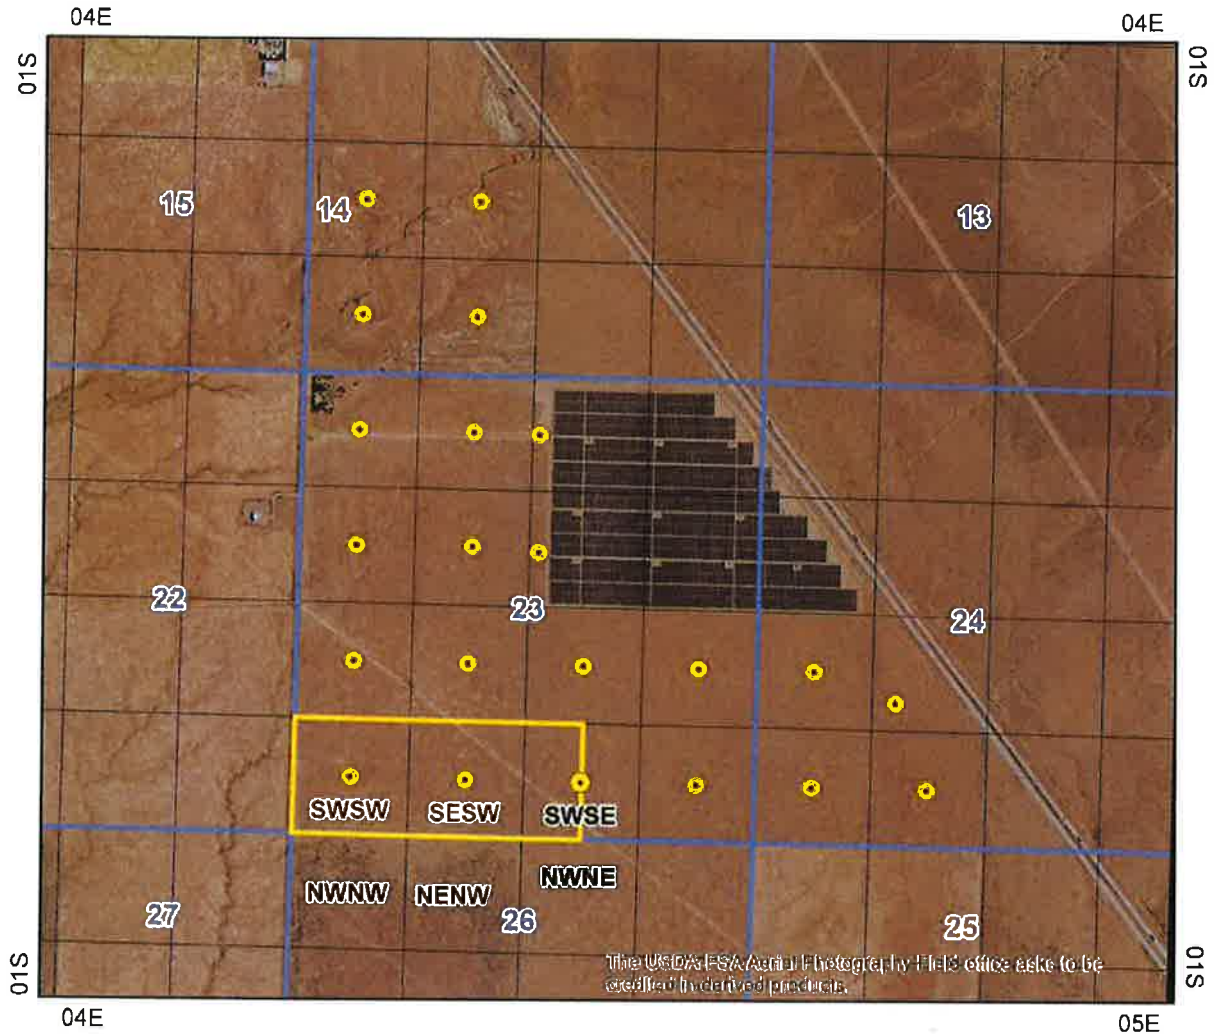 04E
04E
01S
01S
15
14
13
22
23
24
SWSW
SESW
SWSE
NWNW
NENW
NWNE
27
26
25
The USDA-FSA Aerial Photography Field office asks to be
credited in derived products.
01S
01S
04E
05E